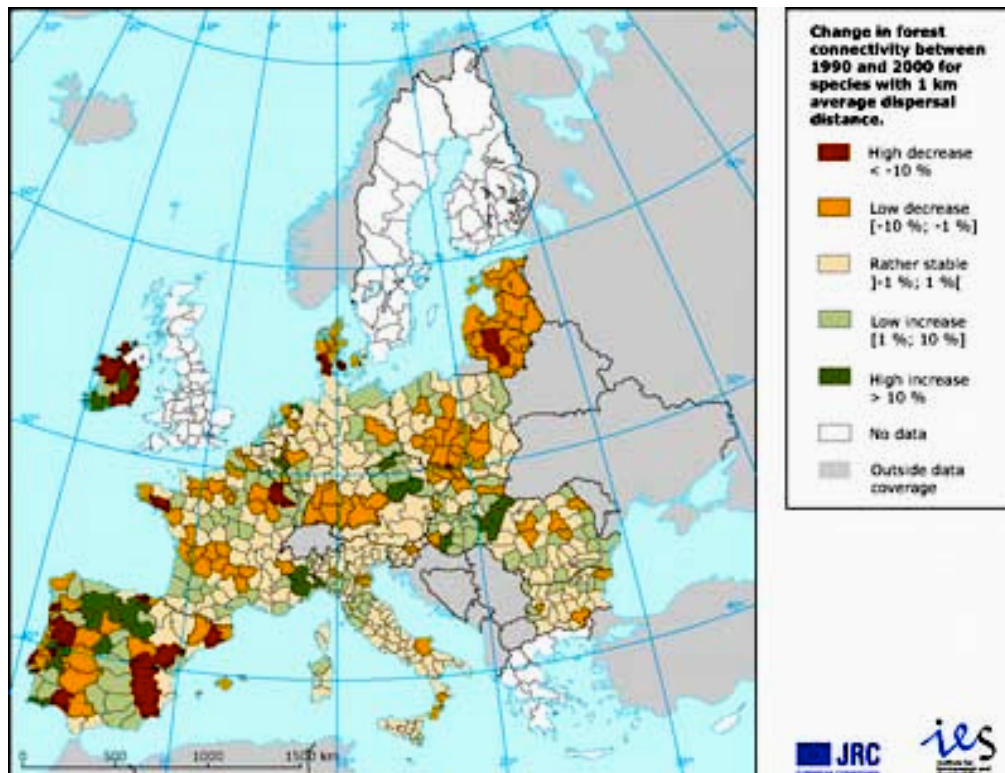 Change in forest
connectivity between
1990 and 2000 for
species with 1 km
average dispersal
distance.
High decrease
< -10 %
Low decrease
[-10 %; -1 %]
Rather stable
]-1 %; 1 %[
Low increase
[1 %; 10 %]
High increase
> 10 %
No data
Outside data
coverage
0 500 1000 1500 km
JRC
ies